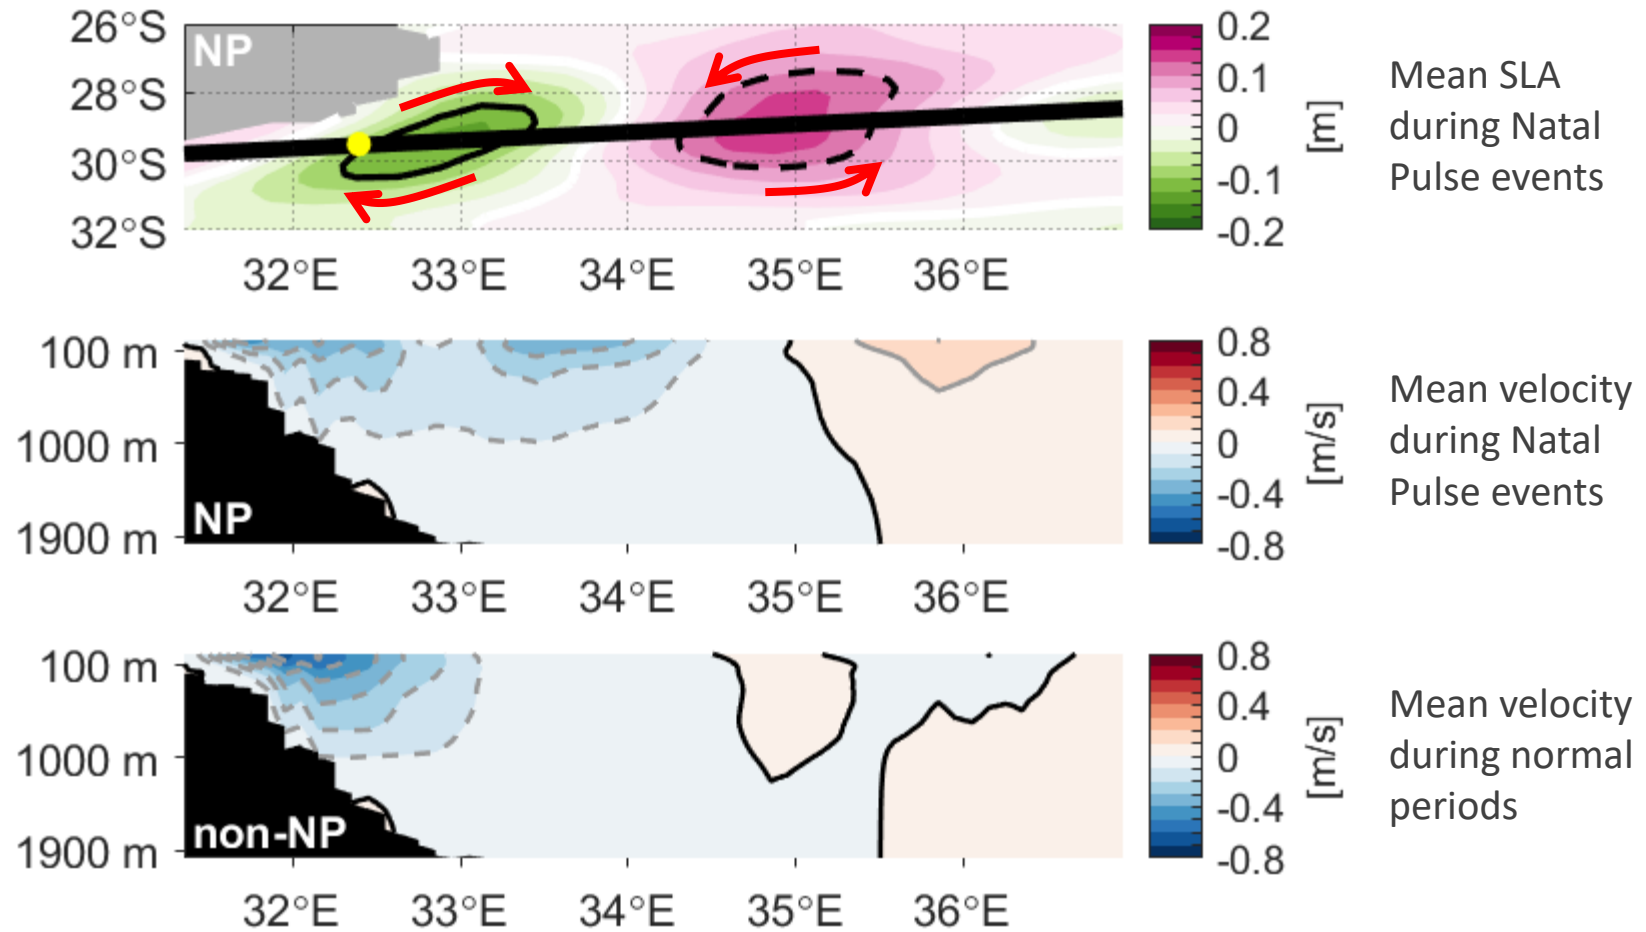 26°S
28°S
30°S
32°S
NP
32°E 33°E 34°E 35°E 36°E
0.2
0.1
0
-0.1
-0.2
[m]
Mean SLA
during Natal
Pulse events
100 m
1000 m
1900 m
NP
32°E 33°E 34°E 35°E 36°E
0.8
0.4
0
-0.4
-0.8
[m/s]
Mean velocity
during Natal
Pulse events
100 m
1000 m
1900 m
non-NP
32°E 33°E 34°E 35°E 36°E
0.8
0.4
0
-0.4
-0.8
[m/s]
Mean velocity
during normal
periods